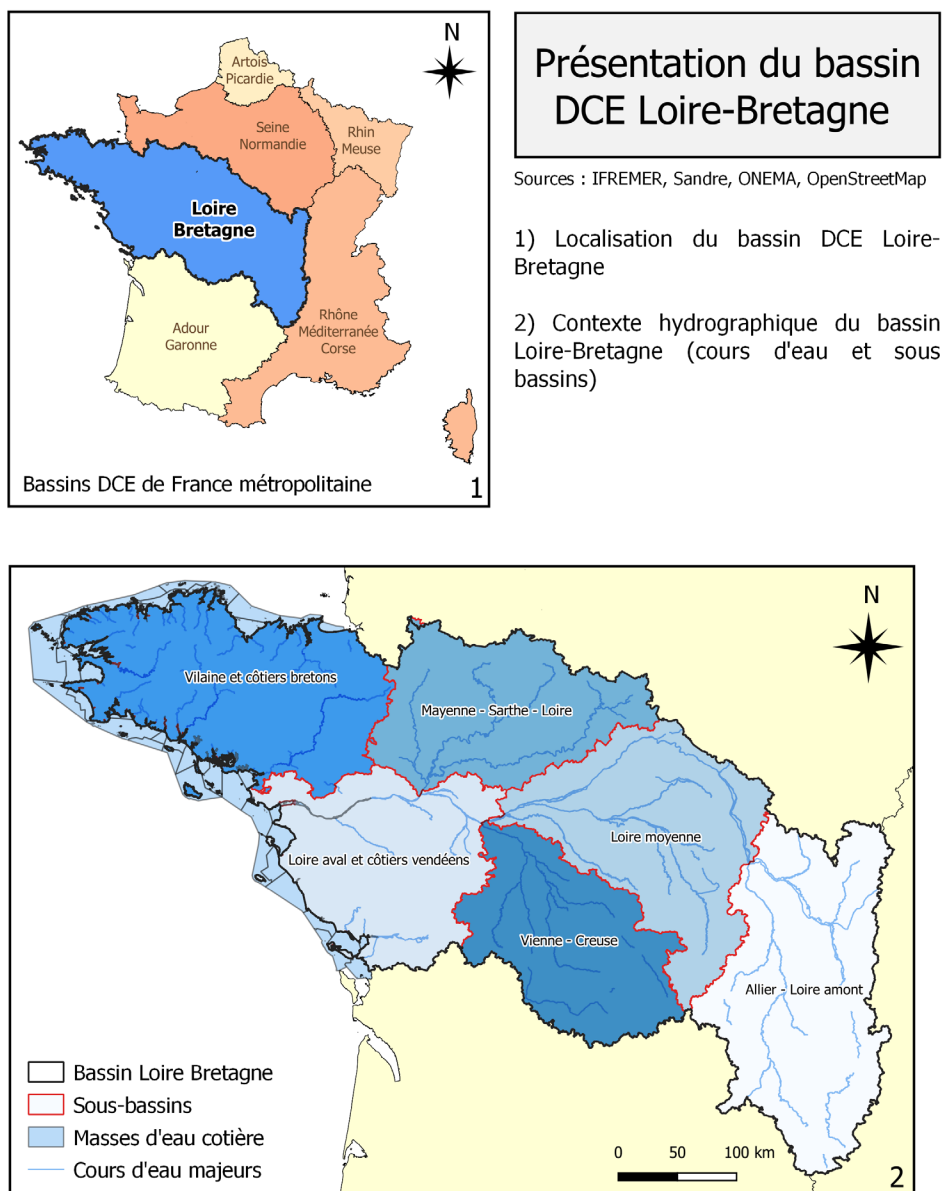 Présentation du bassin
DCE Loire-Bretagne
Sources : IFREMER, Sandre, ONEMA, OpenStreetMap
1) Localisation du bassin DCE Loire-
Bretagne
2) Contexte hydrographique du bassin
Loire-Bretagne (cours d'eau et sous
bassins)
N
Artois
Picardie
Seine
Normandie
Rhin
Meuse
Loire
Bretagne
Adour
Garonne
Rhône
Méditerranée
Corse
Bassins DCE de France métropolitaine
1
N
Vilaine et côtiers bretons
Mayenne - Sarthe - Loire
Loire moyenne
Loire aval et côtiers vendéens
Vienne - Creuse
Allier - Loire amont
Bassin Loire Bretagne
Sous-bassins
Masses d'eau cotière
Cours d'eau majeurs
0 50 100 km
2